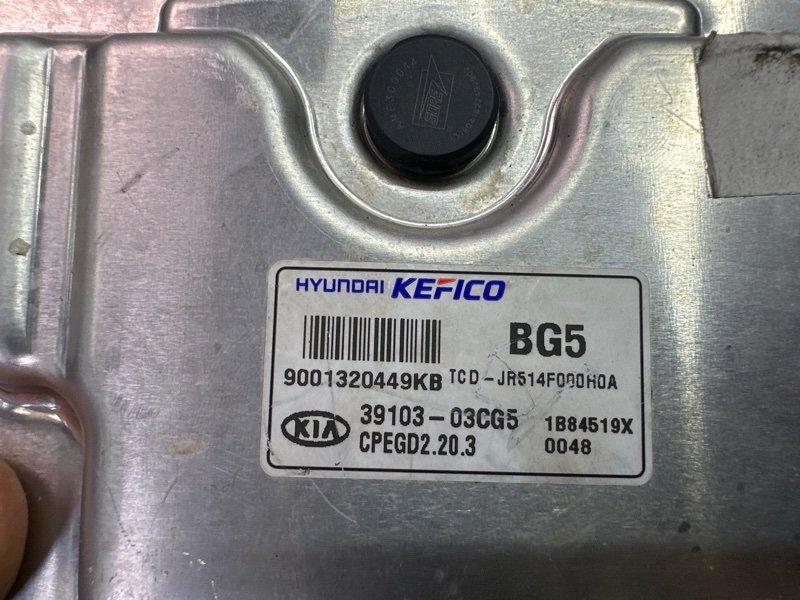 HYUNDAI KEFICO
BG5
9001320449KB TCD-JR514F000H0A
KIA 39103-03CG5 1B84519X
CPEGD2.20.3 0048